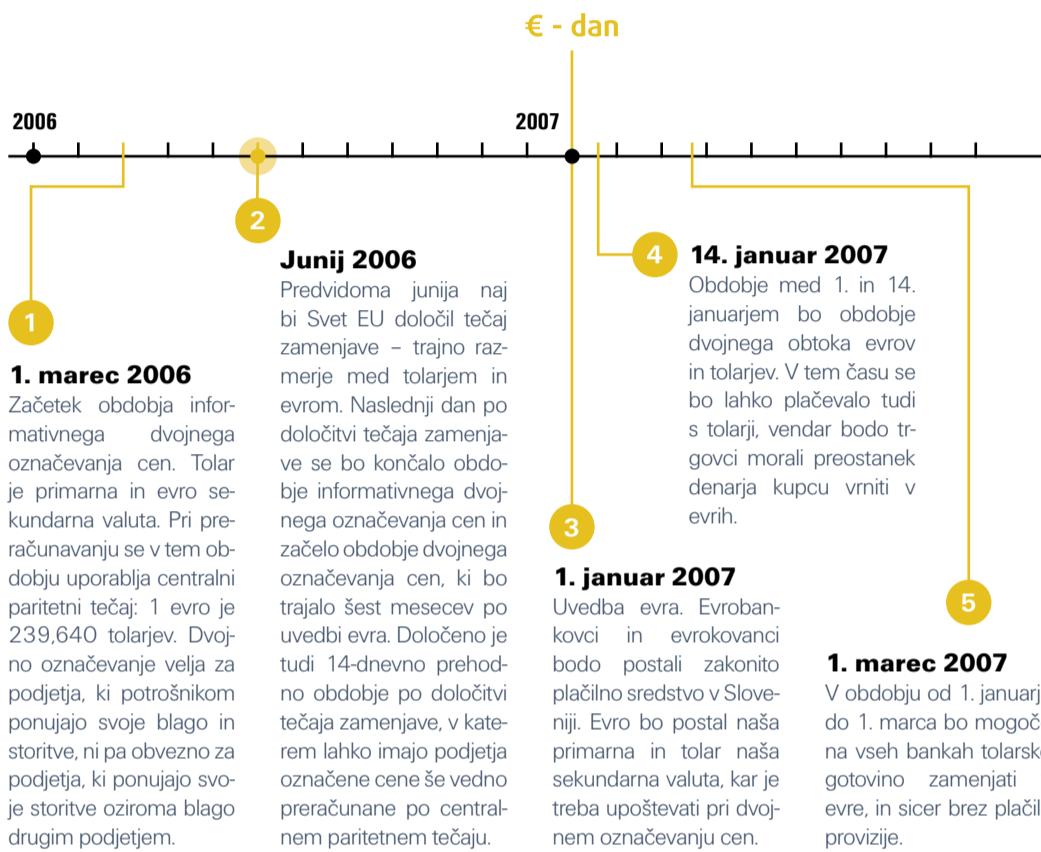 € - dan
2006
2007
1
1. marec 2006
Začetek obdobja infor-
mativnega dvojnega
označevanja cen. Tolar
je primarna in evro se-
kundarna valuta. Pri pre-
računavanju se v tem ob-
dobju uporablja centralni
paritetni tečaj: 1 evro je
239,640 tolarjev. Dvoj-
no označevanje velja za
podjetja, ki potrošnikom
ponujajo svoje blago in
storitve, ni pa obvezno za
podjetja, ki ponujajo svo-
je storitve oziroma blago
drugim podjetjem.
2
Junij 2006
Predvidoma junija naj
bi Svet EU določil tečaj
zamenjave – trajno raz-
merje med tolarjem in
evrom. Naslednji dan po
določitvi tečaja zamenja-
ve se bo končalo obdo-
bje informativnega dvoj-
nega označevanja cen in
začelo obdobje dvojnega
označevanja cen, ki bo
trajalo šest mesecev po
uvedbi evra. Določeno je
tudi 14-dnevno prehod-
no obdobje po določitvi
tečaja zamenjave, v kate-
rem lahko imajo podjetja
označene cene še vedno
preračunane po central-
nem paritetnem tečaju.
3
1. januar 2007
Uvedba evra. Evroban-
kovci in evrokovanci
bodo postali zakonito
plačilno sredstvo v Slove-
niji. Evro bo postal naša
primarna in tolar naša
sekundarna valuta, kar je
treba upoštevati pri dvoj-
nem označevanju cen.
4
14. januar 2007
Obdobje med 1. in 14.
januarjem bo obdobje
dvojnega obtoka evrov
in tolarjev. V tem času se
bo lahko plačevalo tudi
s tolarji, vendar bodo tr-
govci morali preostanek
denarja kupcu vrniti v
evrih.
5
1. marec 2007
V obdobju od 1. januarj
do 1. marca bo mogoč
na vseh bankah tolarsk
gotovino zamenjati
evre, in sicer brez plačil
provizije.